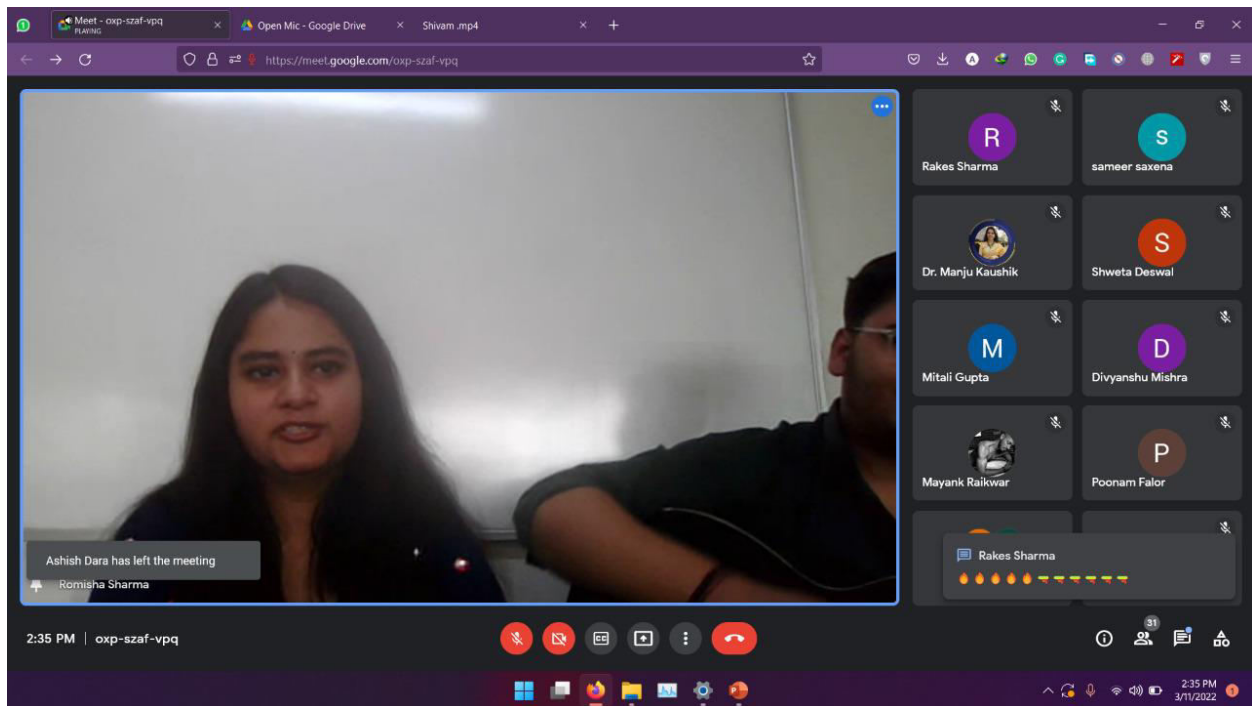 Meet - oxp-szaf-vpq
PLAYING
Open Mic - Google Drive
Shivam .mp4
https://meet.google.com/oxp-szaf-vpq
R
Rakes Sharma
s
sameer saxena
Dr. Manju Kaushik
S
Shweta Deswal
M
Mitali Gupta
D
Divyanshu Mishra
Mayank Raikwar
P
Poonam Falor
Ashish Dara has left the meeting
Romisha Sharma
Rakes Sharma
2:35 PM | oxp-szaf-vpq
CC
31
2:35 PM
3/11/2022
1